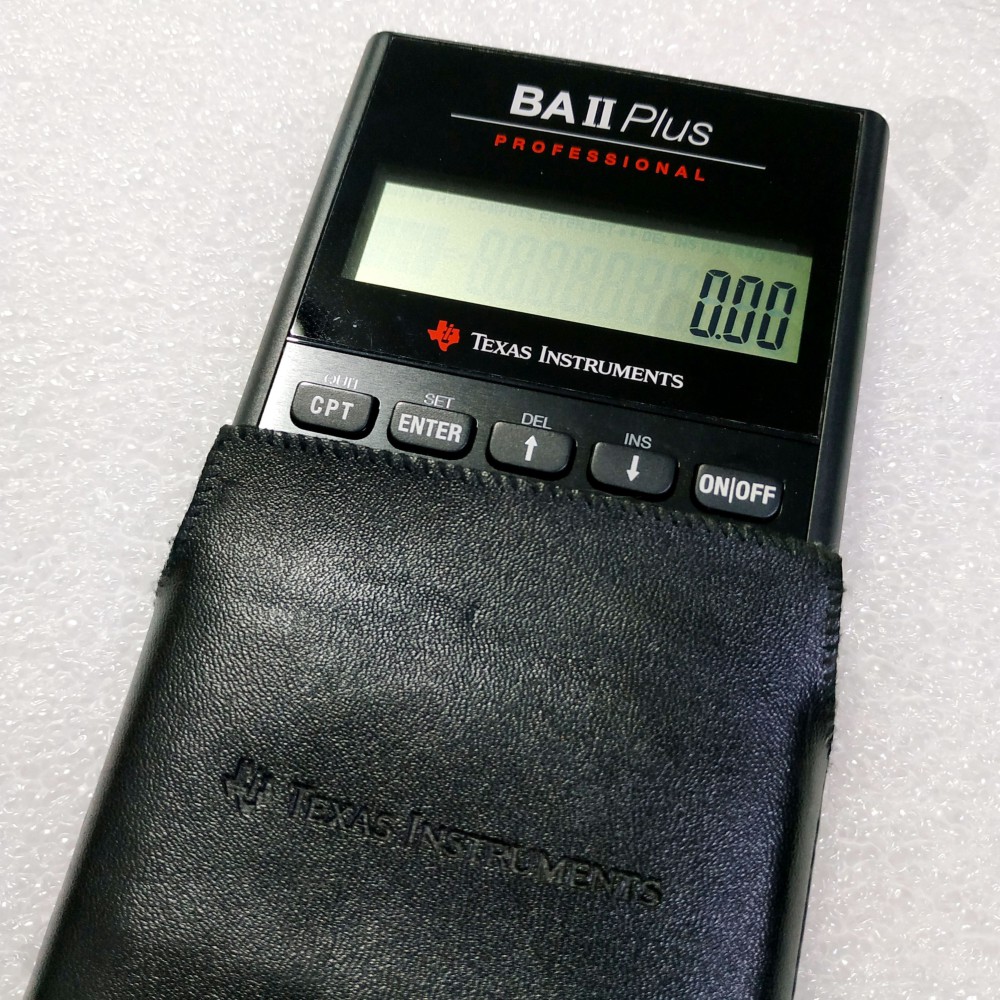 BA II Plus
PROFESSIONAL
0.00
TEXAS INSTRUMENTS
QUIT SET DEL INS
CPT ENTER ↑ ↓ ON|OFF
TEXAS INSTRUMENTS